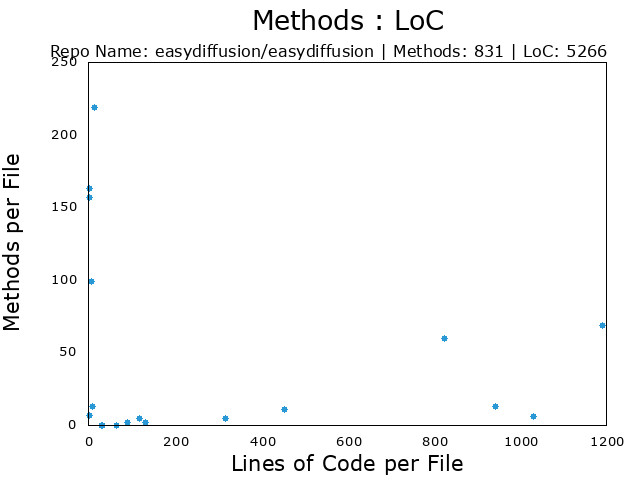 Methods : LoC
Repo Name: easydiffusion/easydiffusion | Methods: 831 | LoC: 5266
250
200
150
100
50
0
Methods per File
0 200 400 600 800 1000 1200
Lines of Code per File